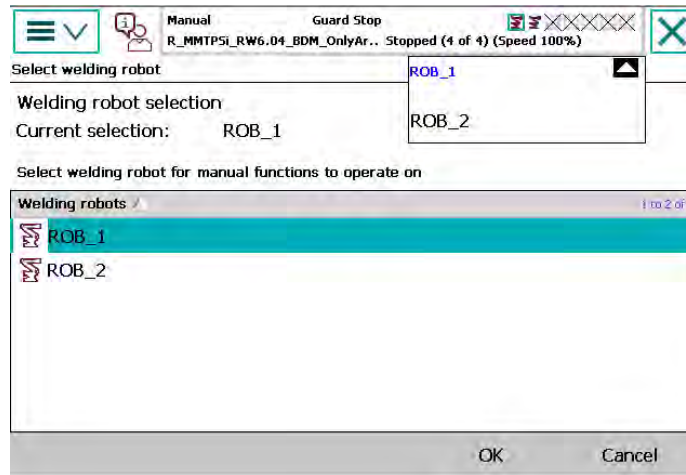 Manual Guard Stop
R_MMTP5i_RW6.04_BDM_OnlyAr.. Stopped (4 of 4) (Speed 100%)
Select welding robot
ROB_1
Welding robot selection
ROB_2
Current selection: ROB_1
Select welding robot for manual functions to operate on
Welding robots 1 to 2 of
ROB_1
ROB_2
OK Cancel